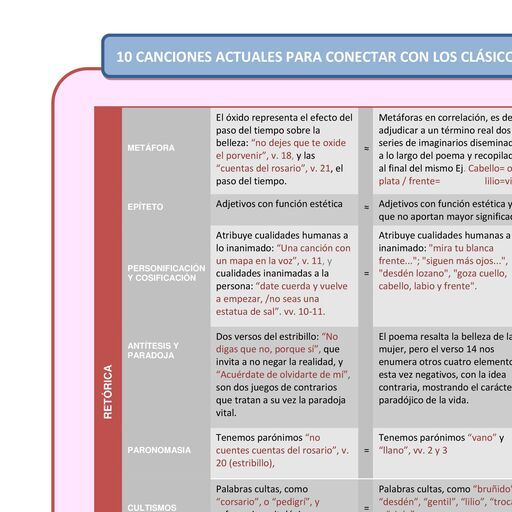 10 CANCIONES ACTUALES PARA CONECTAR CON LOS CLÁSICO
RETÓRICA
METÁFORA
El óxido representa el efecto del
paso del tiempo sobre la
belleza: “no dejes que te oxide
el porvenir”, v. 18, y las
“cuentas del rosario”, v. 21, el
paso del tiempo.
≈
Metáforas en correlación, es de
adjudicar a un término real dos
series de imaginarios diseminad
a lo largo del poema y recopilad
al final del mismo Ej. Cabello= o
plata / frente= lilio=vi
EPÍTETO
Adjetivos con función estética
≈
Adjetivos con función estética y
que no aportan mayor significad
PERSONIFICACIÓN
Y COSIFICACIÓN
Atribuye cualidades humanas a
lo inanimado: “Una canción con
un mapa en la voz”, v. 11, y
cualidades inanimadas a la
persona: “date cuerda y vuelve
a empezar, /no seas una
estatua de sal”. vv. 10-11.
=
Atribuye cualidades humanas a
inanimado: "mira tu blanca
frente..."; "siguen más ojos...",
"desdén lozano", "goza cuello,
cabello, labio y frente".
ANTÍTESIS Y
PARADOJA
Dos versos del estribillo: “No
digas que no, porque sí”, que
invita a no negar la realidad, y
“Acuérdate de olvidarte de mí”,
son dos juegos de contrarios
que tratan a su vez la paradoja
vital.
El poema resalta la belleza de la
mujer, pero el verso 14 nos
enumera otros cuatro elemento
esta vez negativos, con la idea
contraria, mostrando el carácte
paradójico de la vida.
PARONOMASIA
Tenemos parónimos “no
cuentes cuentas del rosario”, v.
20 (estribillo),
=
Tenemos parónimos “vano” y
“llano”, vv. 2 y 3
CULTISMOS
Palabras cultas, como
“corsario”, o “pedigrí”, y
=
Palabras cultas, como “bruñido”
“desdén”, “gentil”, “lilio”, “troca